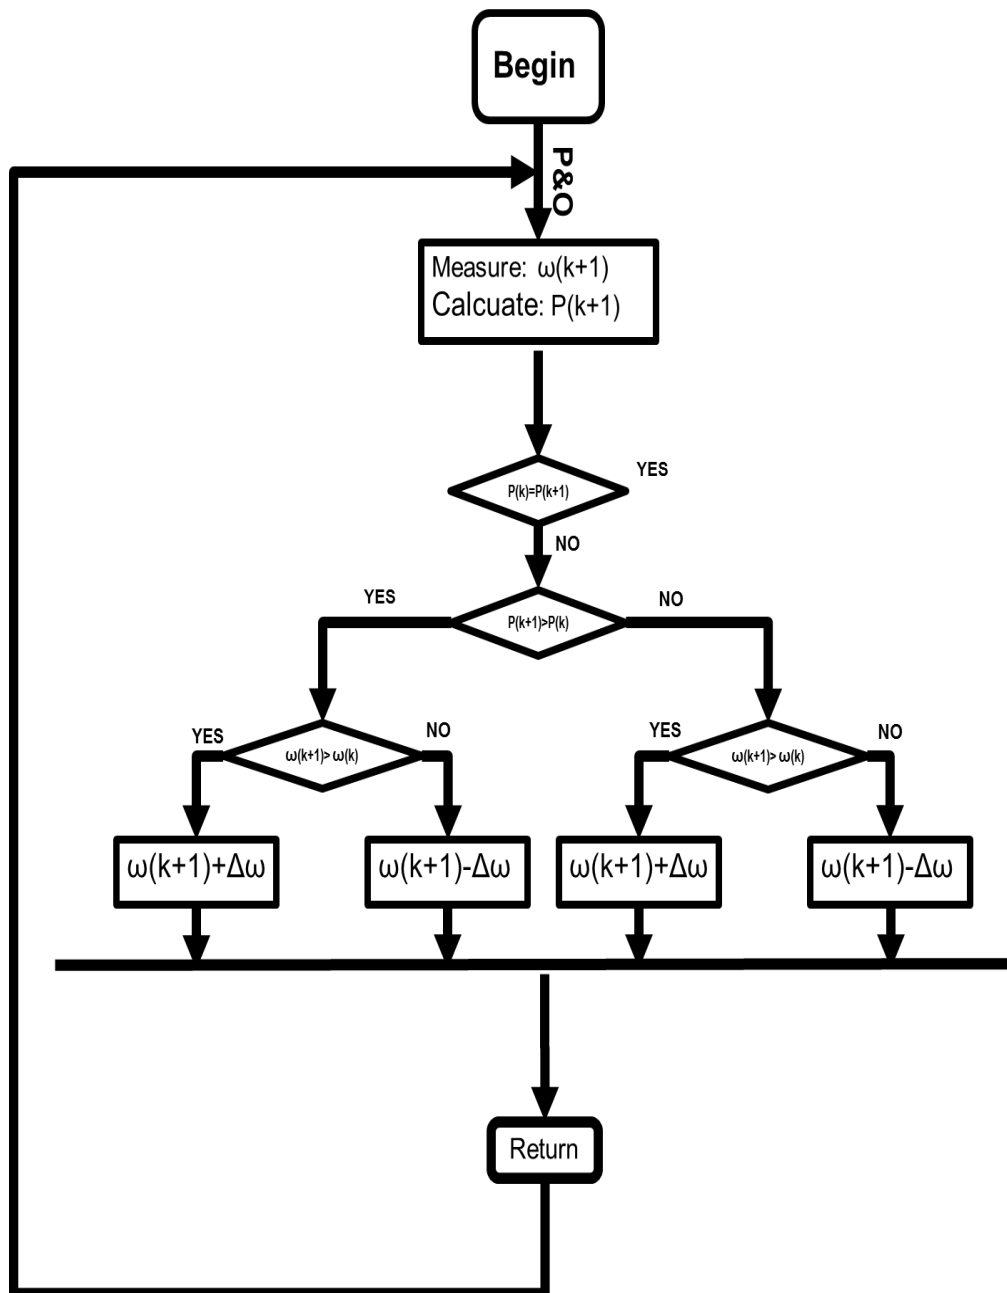 Begin
P&O
Measure: ω(k+1)
Calcuate: P(k+1)
P(k)=P(k+1)
YES
NO
P(k+1)>P(k)
YES
NO
ω(k+1)> ω(k)
YES
NO
ω(k+1)> ω(k)
YES
NO
ω(k+1)+Δω
ω(k+1)-Δω
ω(k+1)+Δω
ω(k+1)-Δω
Return